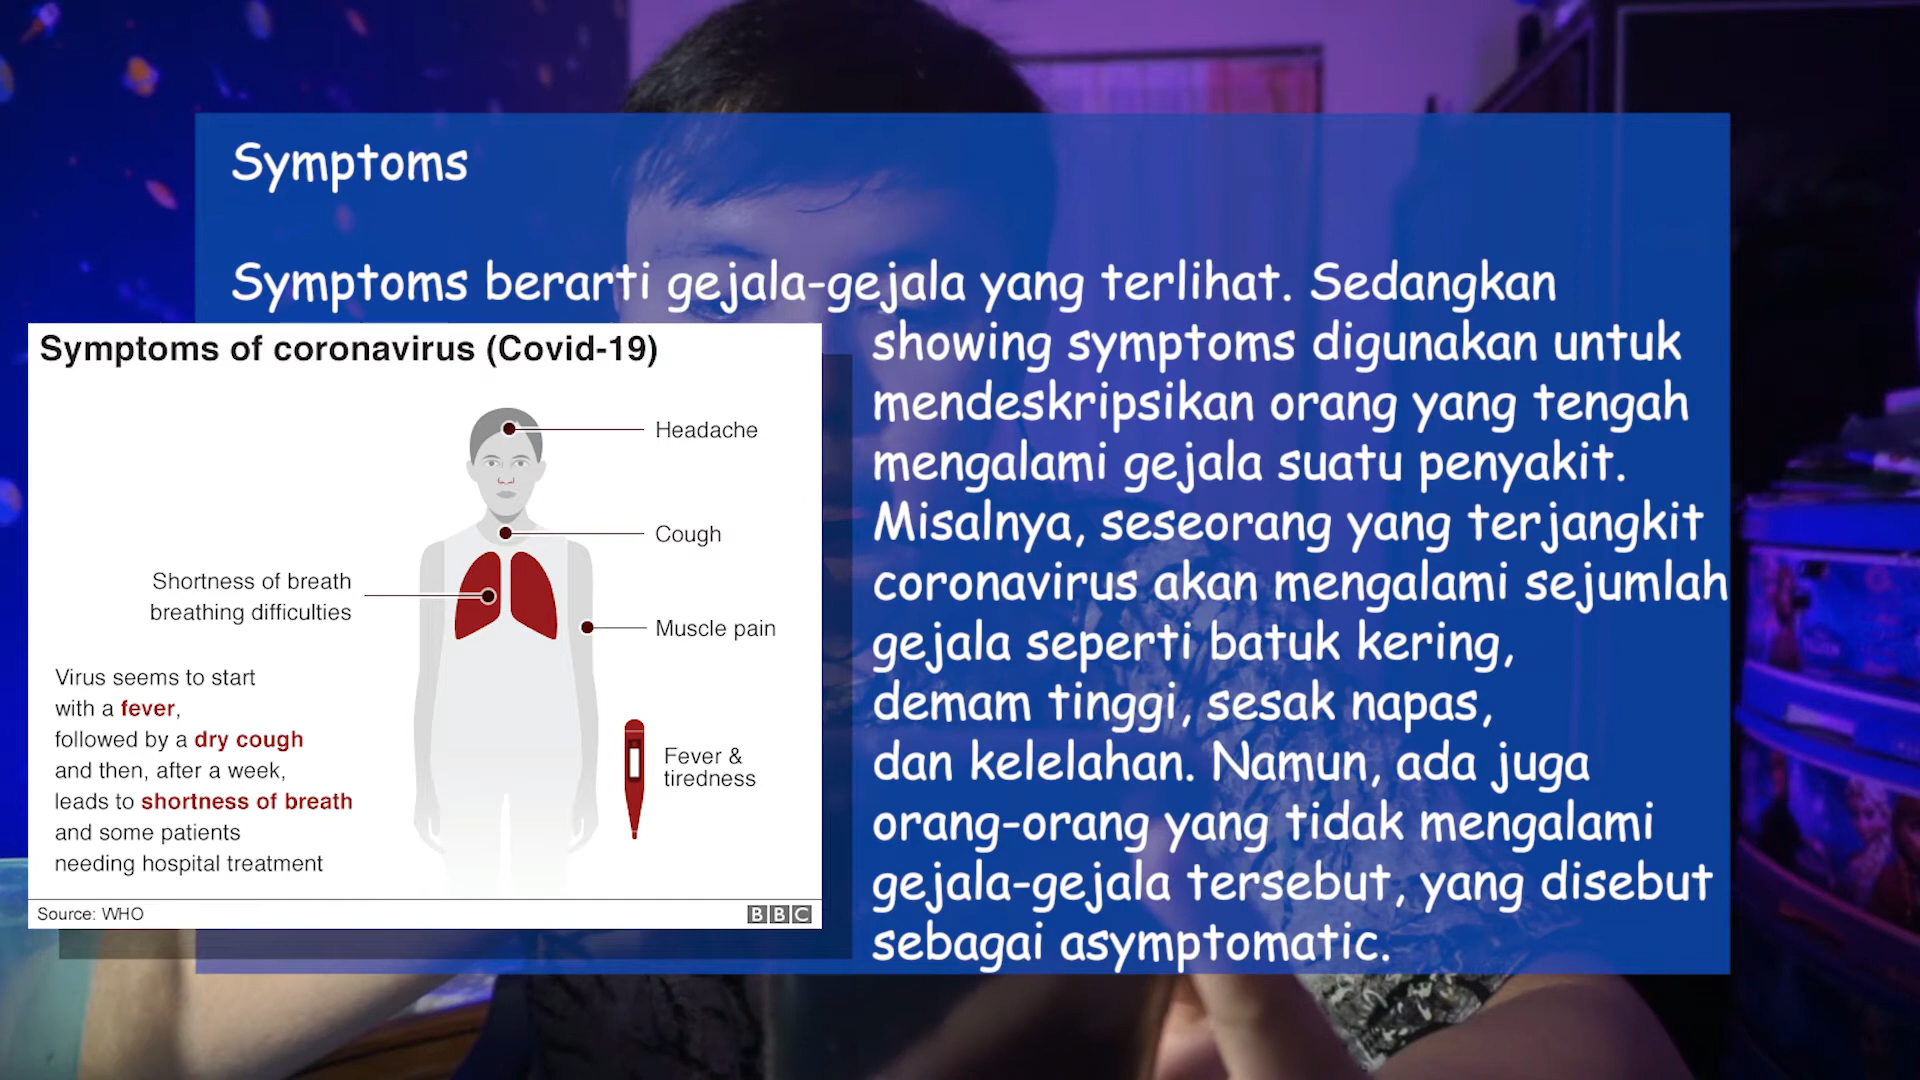 Symptoms
Symptoms berarti gejala-gejala yang terlihat. Sedangkan
showing symptoms digunakan untuk
mendeskripsikan orang yang tengah
mengalami gejala suatu penyakit.
Misalnya, seseorang yang terjangkit
coronavirus akan mengalami sejumlah
gejala seperti batuk kering,
demam tinggi, sesak napas,
dan kelelahan. Namun, ada juga
orang-orang yang tidak mengalami
gejala-gejala tersebut, yang disebut
sebagai asymptomatic.
Symptoms of coronavirus (Covid-19)
Headache
Cough
Shortness of breath
breathing difficulties
Muscle pain
Virus seems to start
with a fever,
followed by a dry cough
and then, after a week,
leads to shortness of breath
and some patients
needing hospital treatment
Fever &
tiredness
Source: WHO
BBC